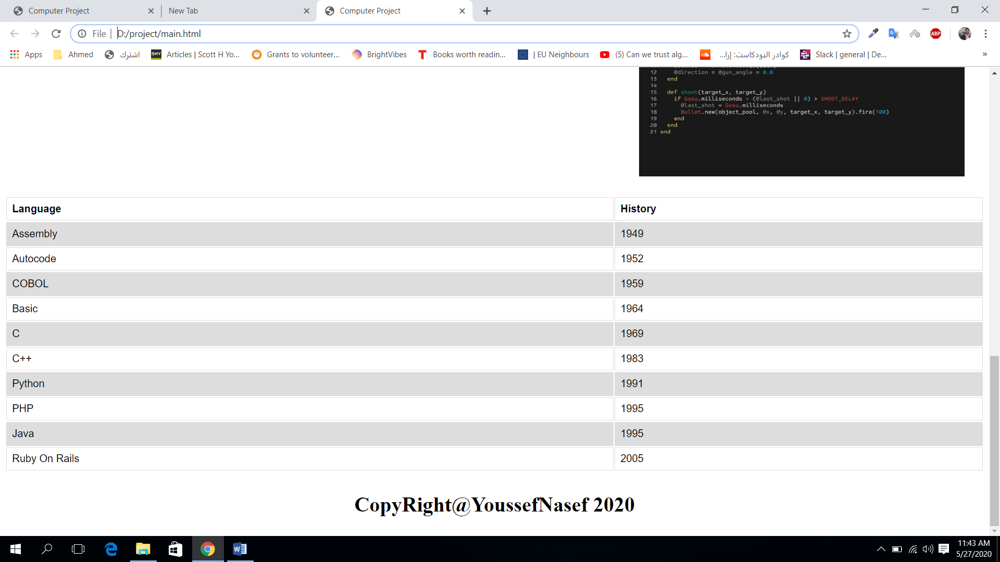 Computer Project
New Tab
Computer Project
File | D:/project/main.html
ABP
Apps
Ahmed
اشترك
SHY Articles | Scott H Yo...
Grants to volunteer...
BrightVibes
T Books worth readin...
| EU Neighbours
(5) Can we trust alg...
كوادر البودكاست: إزا...
Slack | general | De...
»
12 @direction = @gun_angle = 0.0
13 end
14
15 def shoot(target_x, target_y)
16 if Gosu.milliseconds - (@last_shot || 0) > SHOOT_DELAY
17 @last_shot = Gosu.milliseconds
18 Bullet.new(object_pool, @x, @y, target_x, target_y).fire(100)
19 end
20 end
21 end
Language History
Assembly 1949
Autocode 1952
COBOL 1959
Basic 1964
C 1969
C++ 1983
Python 1991
PHP 1995
Java 1995
Ruby On Rails 2005
CopyRight@YoussefNasef 2020
11:43 AM
5/27/2020